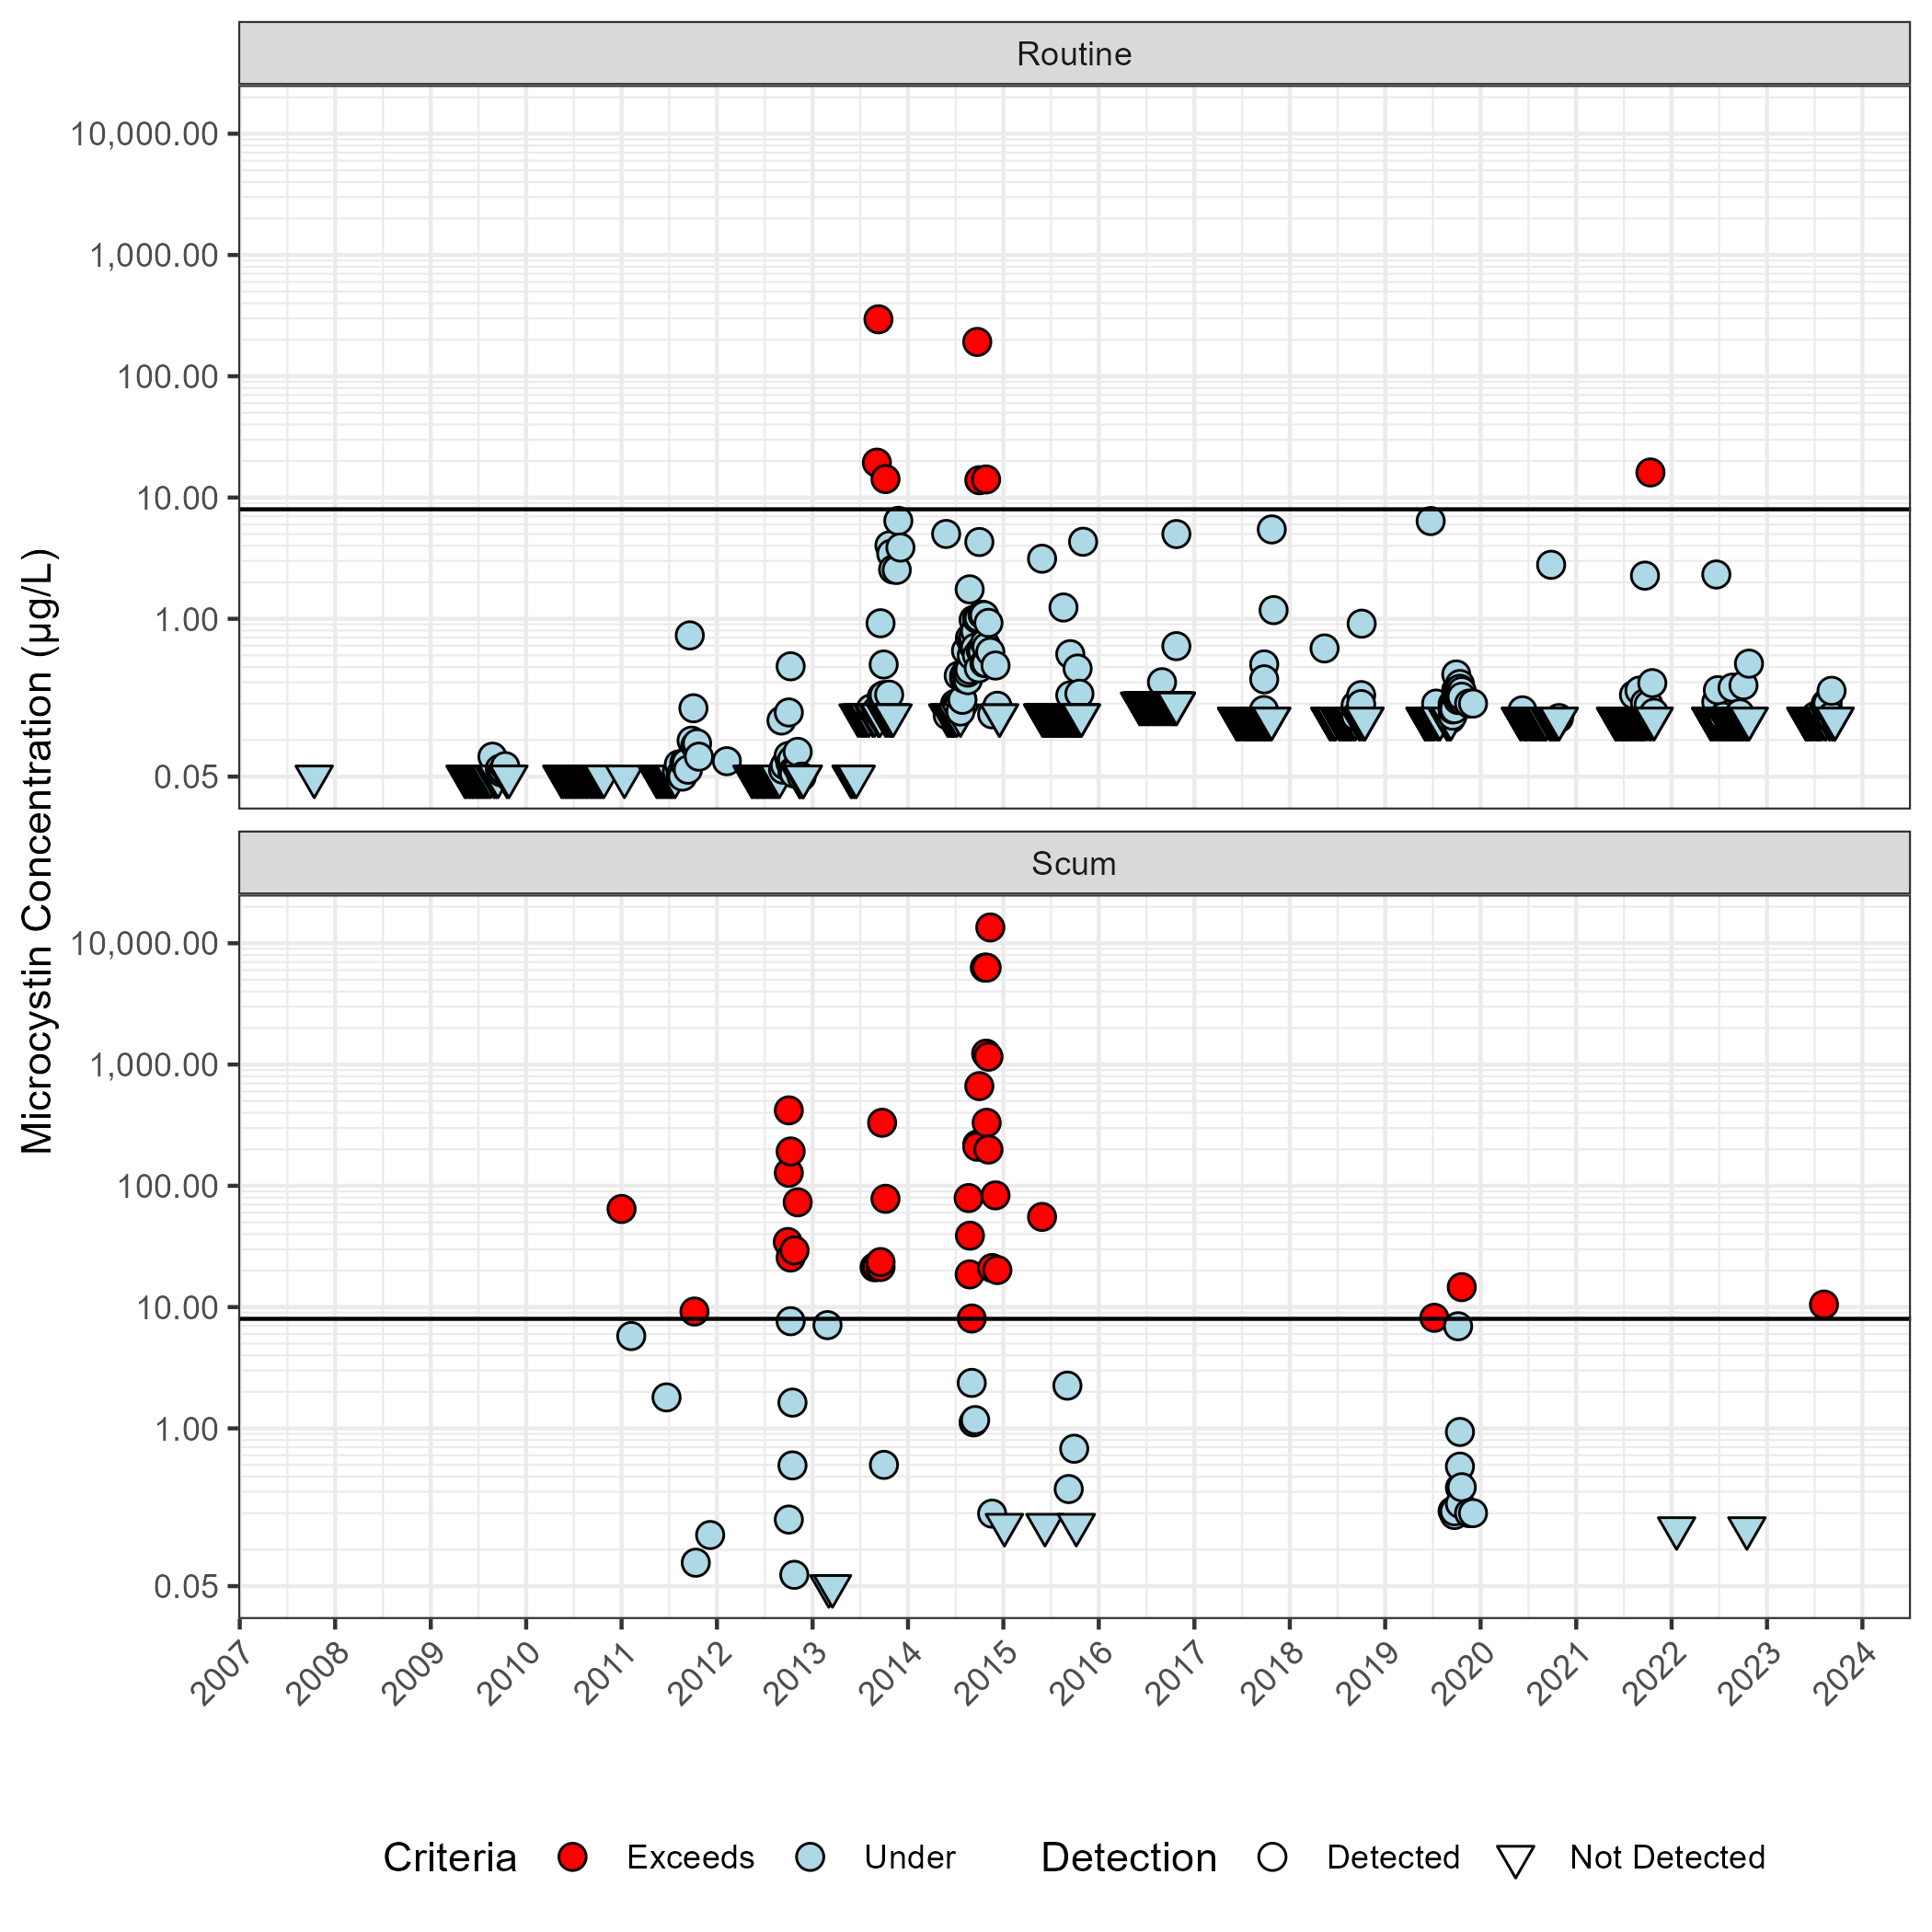 Routine
10,000.00
1,000.00
100.00
10.00
1.00
0.05
Microcystin Concentration (µg/L)
Scum
10,000.00
1,000.00
100.00
10.00
1.00
0.05
2007 2008 2009 2010 2011 2012 2013 2014 2015 2016 2017 2018 2019 2020 2021 2022 2023 2024
Criteria Exceeds Under Detection Detected Not Detected